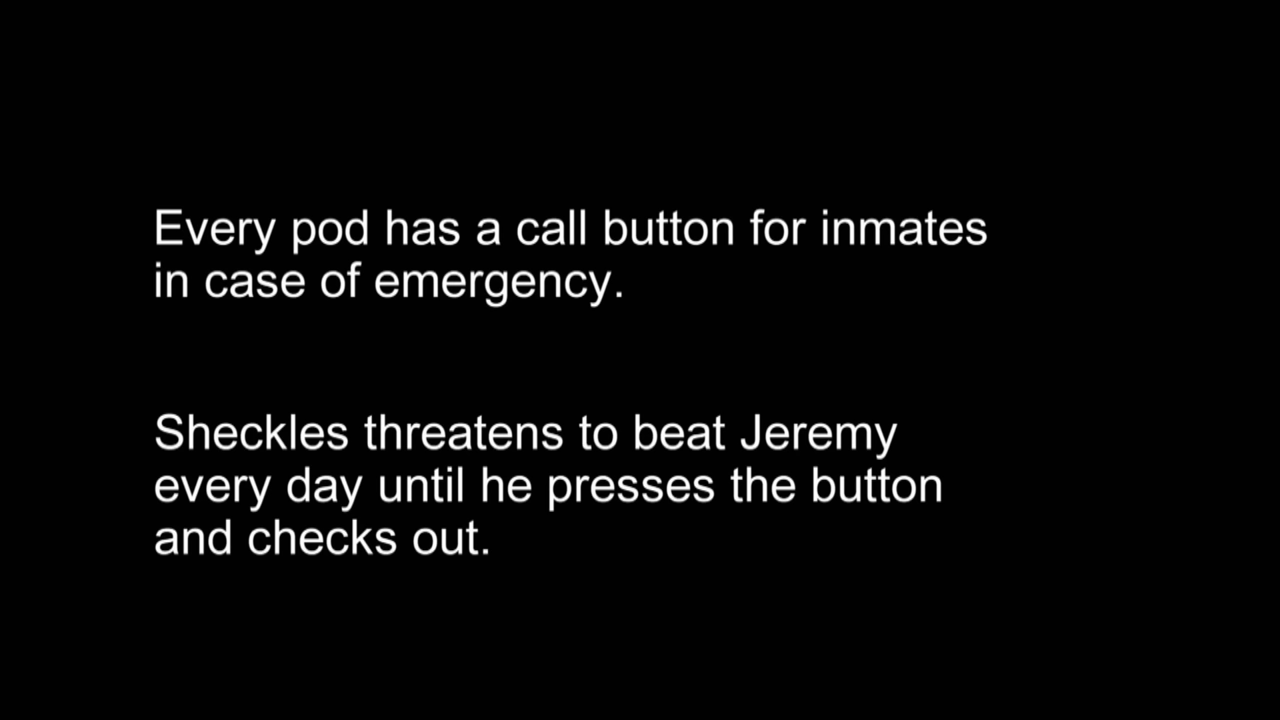 Every pod has a call button for inmates
in case of emergency.
Sheckles threatens to beat Jeremy
every day until he presses the button
and checks out.